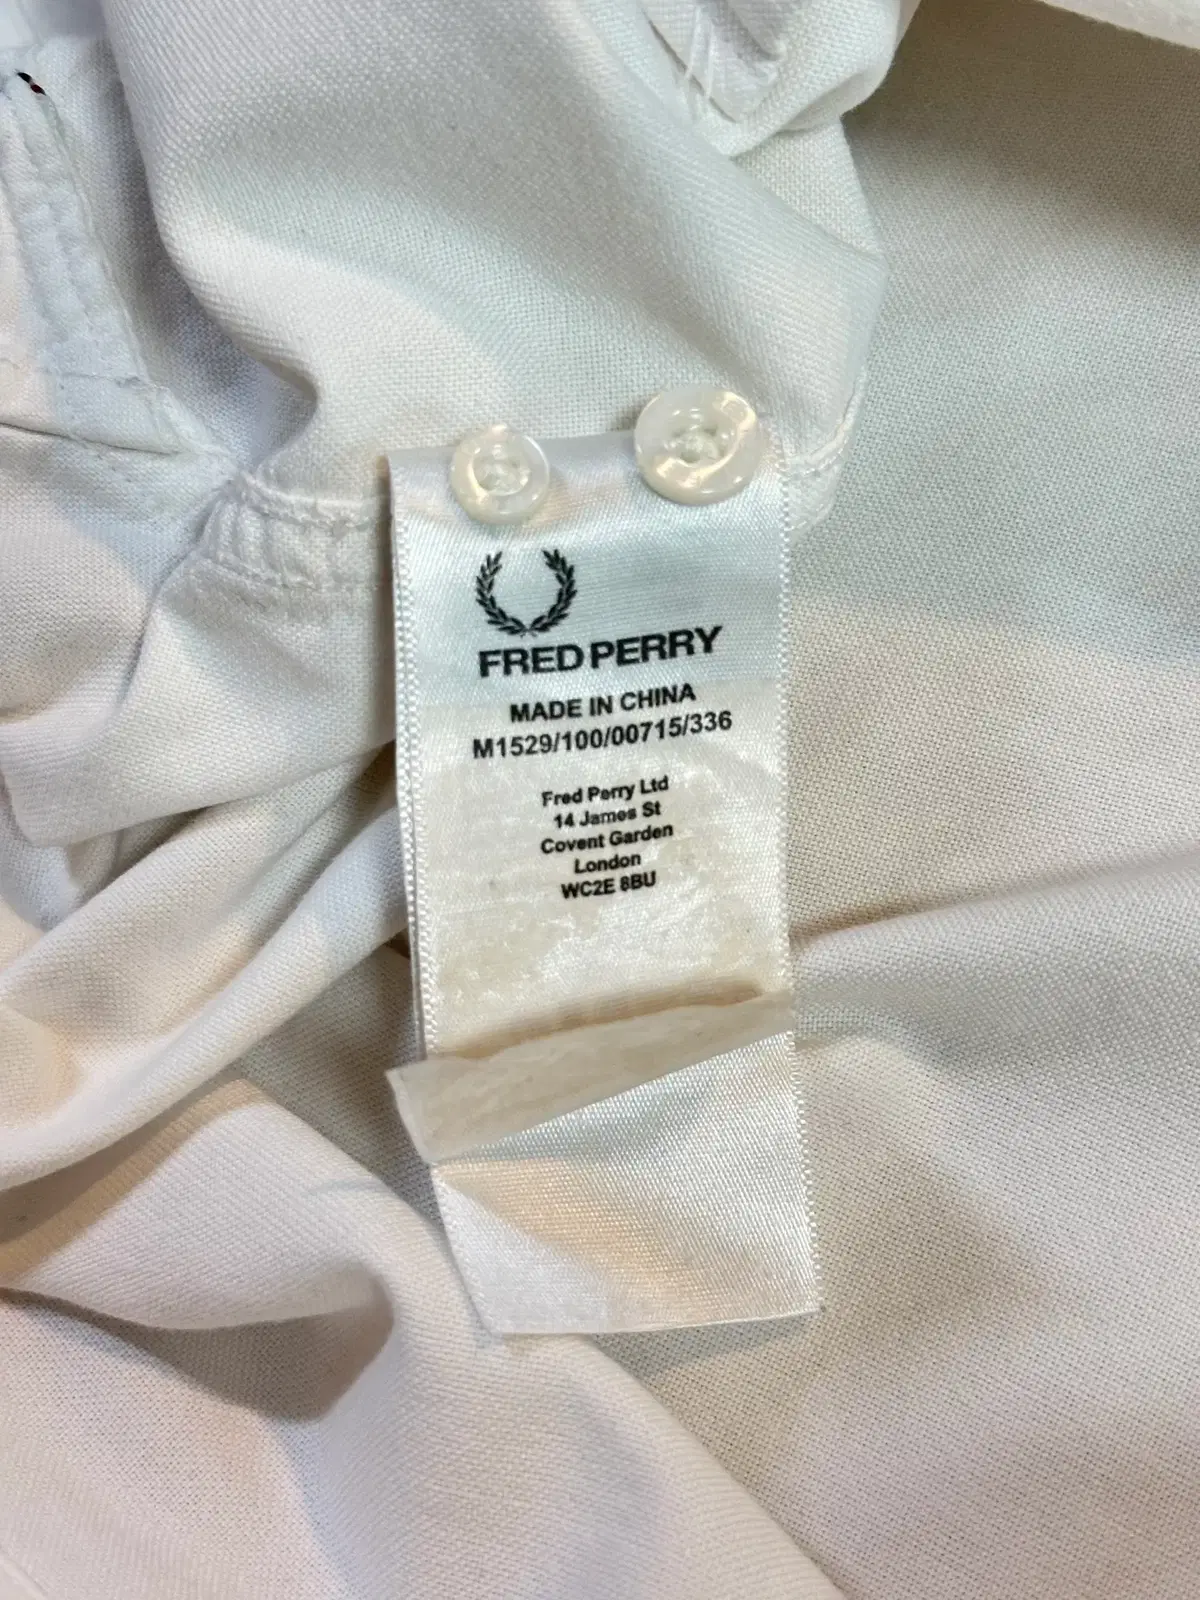 FRED PERRY
MADE IN CHINA
M1529/100/00715/336
Fred Perry Ltd
14 James St
Covent Garden
London
WC2E 8BU